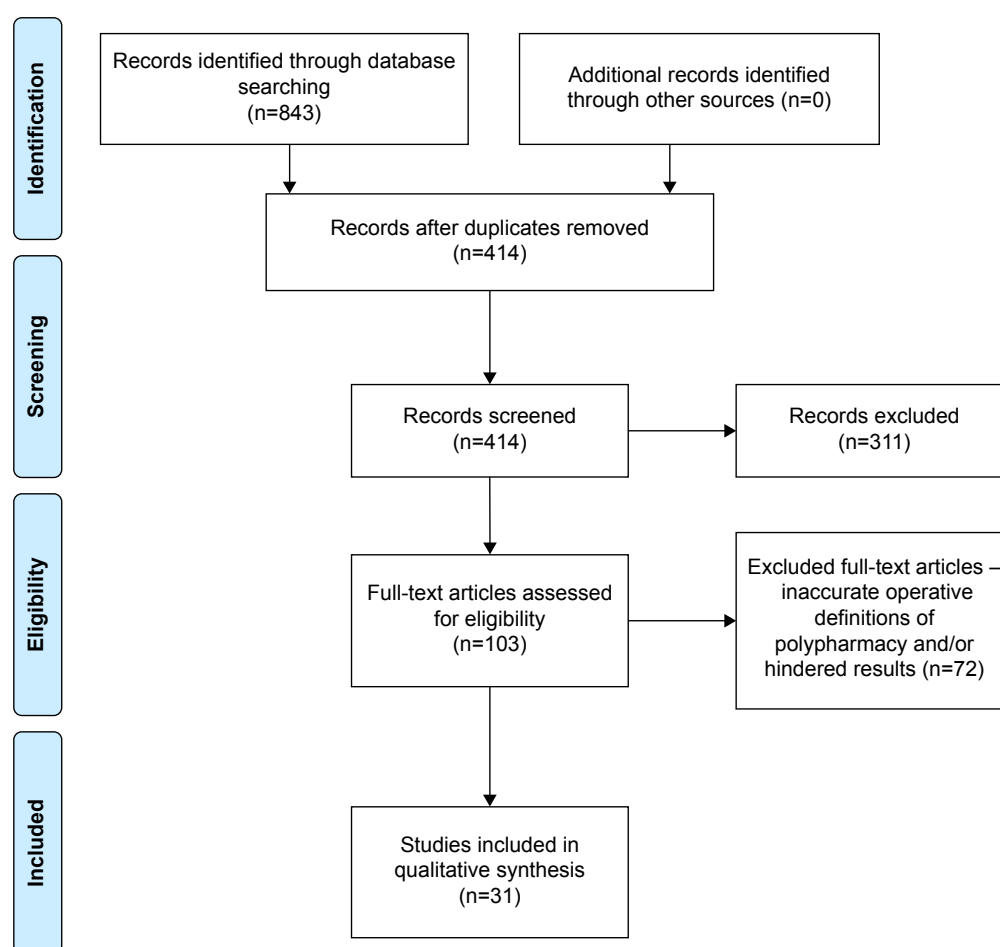 Identification
Records identified through database
searching
(n=843)
Additional records identified
through other sources (n=0)
Records after duplicates removed
(n=414)
Screening
Records screened
(n=414)
Records excluded
(n=311)
Eligibility
Full-text articles assessed
for eligibility
(n=103)
Excluded full-text articles –
inaccurate operative
definitions of
polypharmacy and/or
hindered results (n=72)
Included
Studies included in
qualitative synthesis
(n=31)